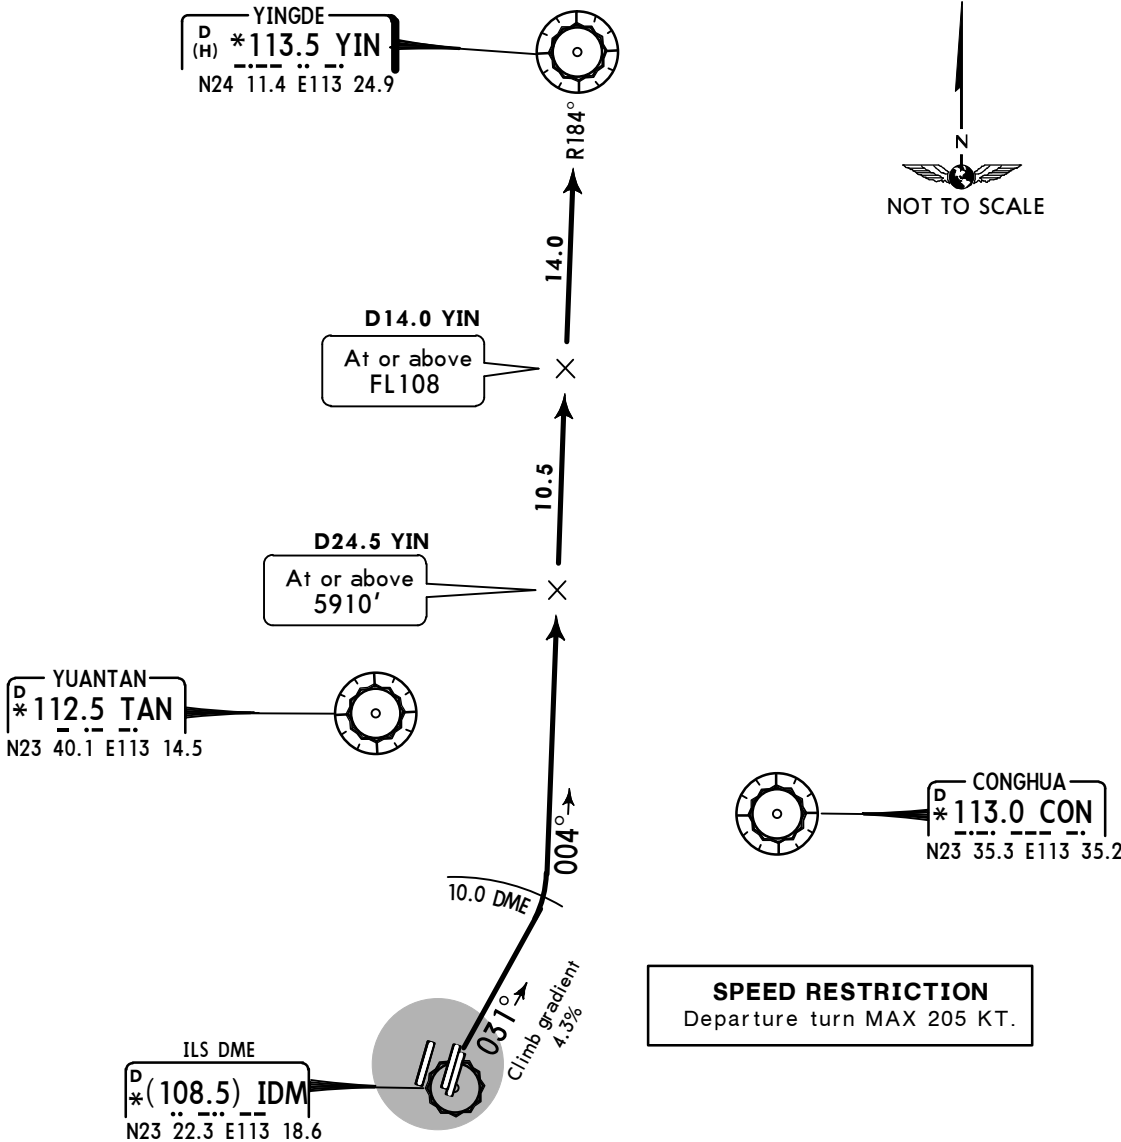 YINGDE
D
(H) *113.5 YIN
N24 11.4 E113 24.9
R184°
N
NOT TO SCALE
14.0
D14.0 YIN
At or above
FL108
10.5
D24.5 YIN
At or above
5910'
YUANTAN
D
*112.5 TAN
N23 40.1 E113 14.5
CONGHUA
D
*113.0 CON
N23 35.3 E113 35.2
004°
10.0 DME
031°
Climb gradient
4.3%
SPEED RESTRICTION
Departure turn MAX 205 KT.
ILS DME
D
*(108.5) IDM
N23 22.3 E113 18.6